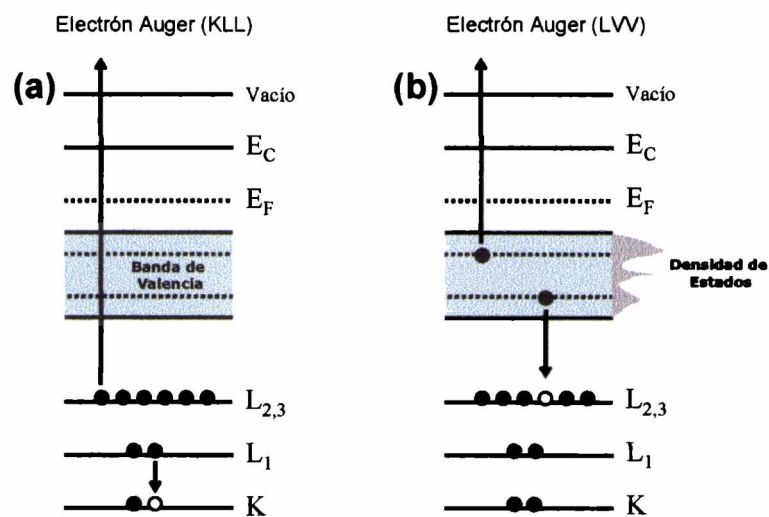 Electrón Auger (KLL)
(a)
Vacío
E_C
E_F
Banda de
Valencia
L_{2,3}
L_1
K
Electrón Auger (LVV)
(b)
Vacío
E_C
E_F
Densidad de
Estados
L_{2,3}
L_1
K